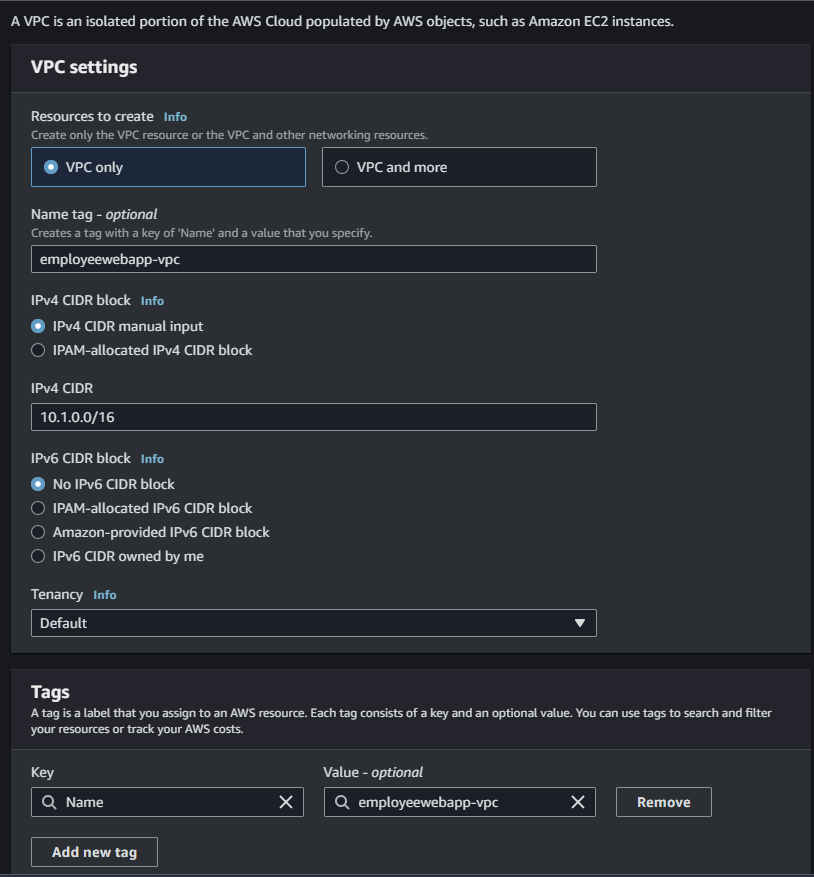 A VPC is an isolated portion of the AWS Cloud populated by AWS objects, such as Amazon EC2 instances.
VPC settings
Resources to create Info
Create only the VPC resource or the VPC and other networking resources.
VPC only VPC and more
Name tag - optional
Creates a tag with a key of 'Name' and a value that you specify.
employeewebapp-vpc
IPv4 CIDR block Info
IPv4 CIDR manual input
IPAM-allocated IPv4 CIDR block
IPv4 CIDR
10.1.0.0/16
IPv6 CIDR block Info
No IPv6 CIDR block
IPAM-allocated IPv6 CIDR block
Amazon-provided IPv6 CIDR block
IPv6 CIDR owned by me
Tenancy Info
Default
Tags
A tag is a label that you assign to an AWS resource. Each tag consists of a key and an optional value. You can use tags to search and filter
your resources or track your AWS costs.
Key Value - optional
Name employeewebapp-vpc Remove
Add new tag